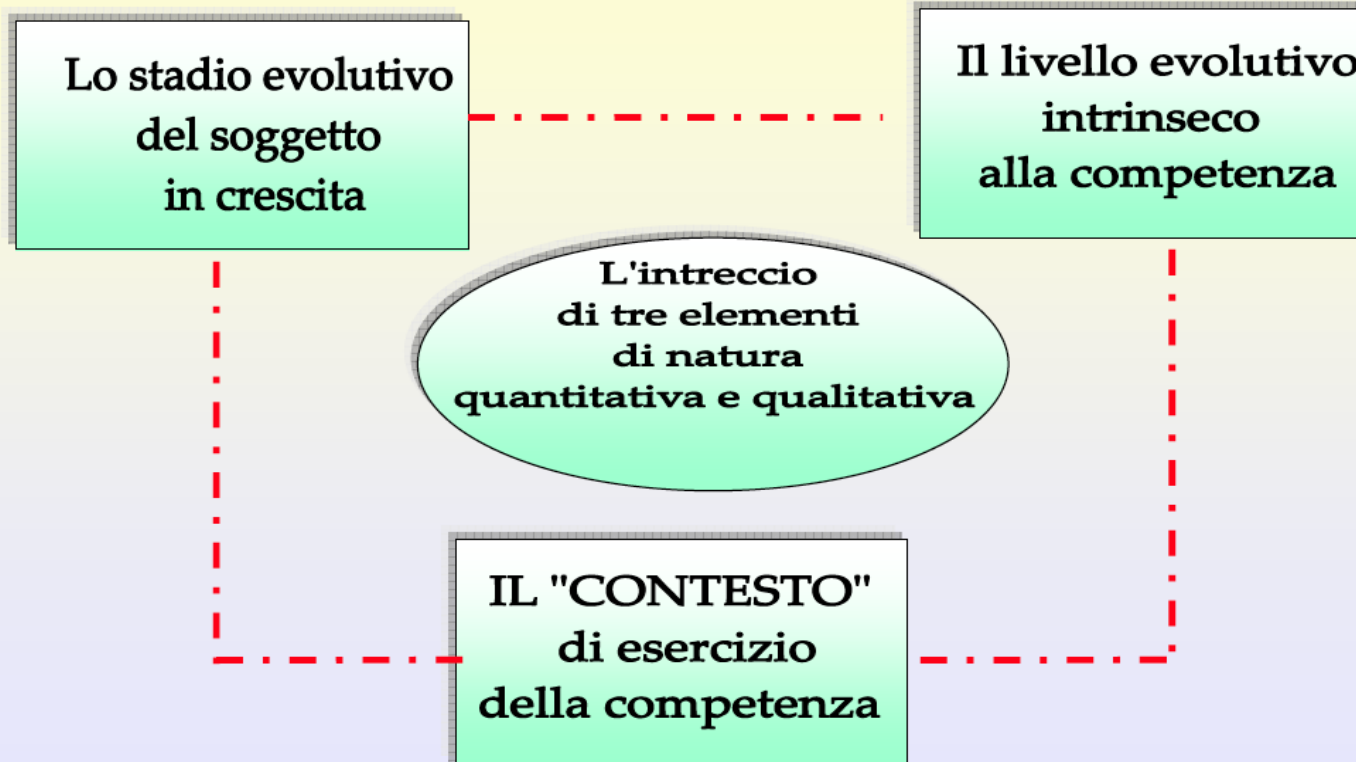 Lo stadio evolutivo
del soggetto
in crescita
Il livello evolutivo
intrinseco
alla competenza
L'intreccio
di tre elementi
di natura
quantitativa e qualitativa
IL "CONTESTO"
di esercizio
della competenza